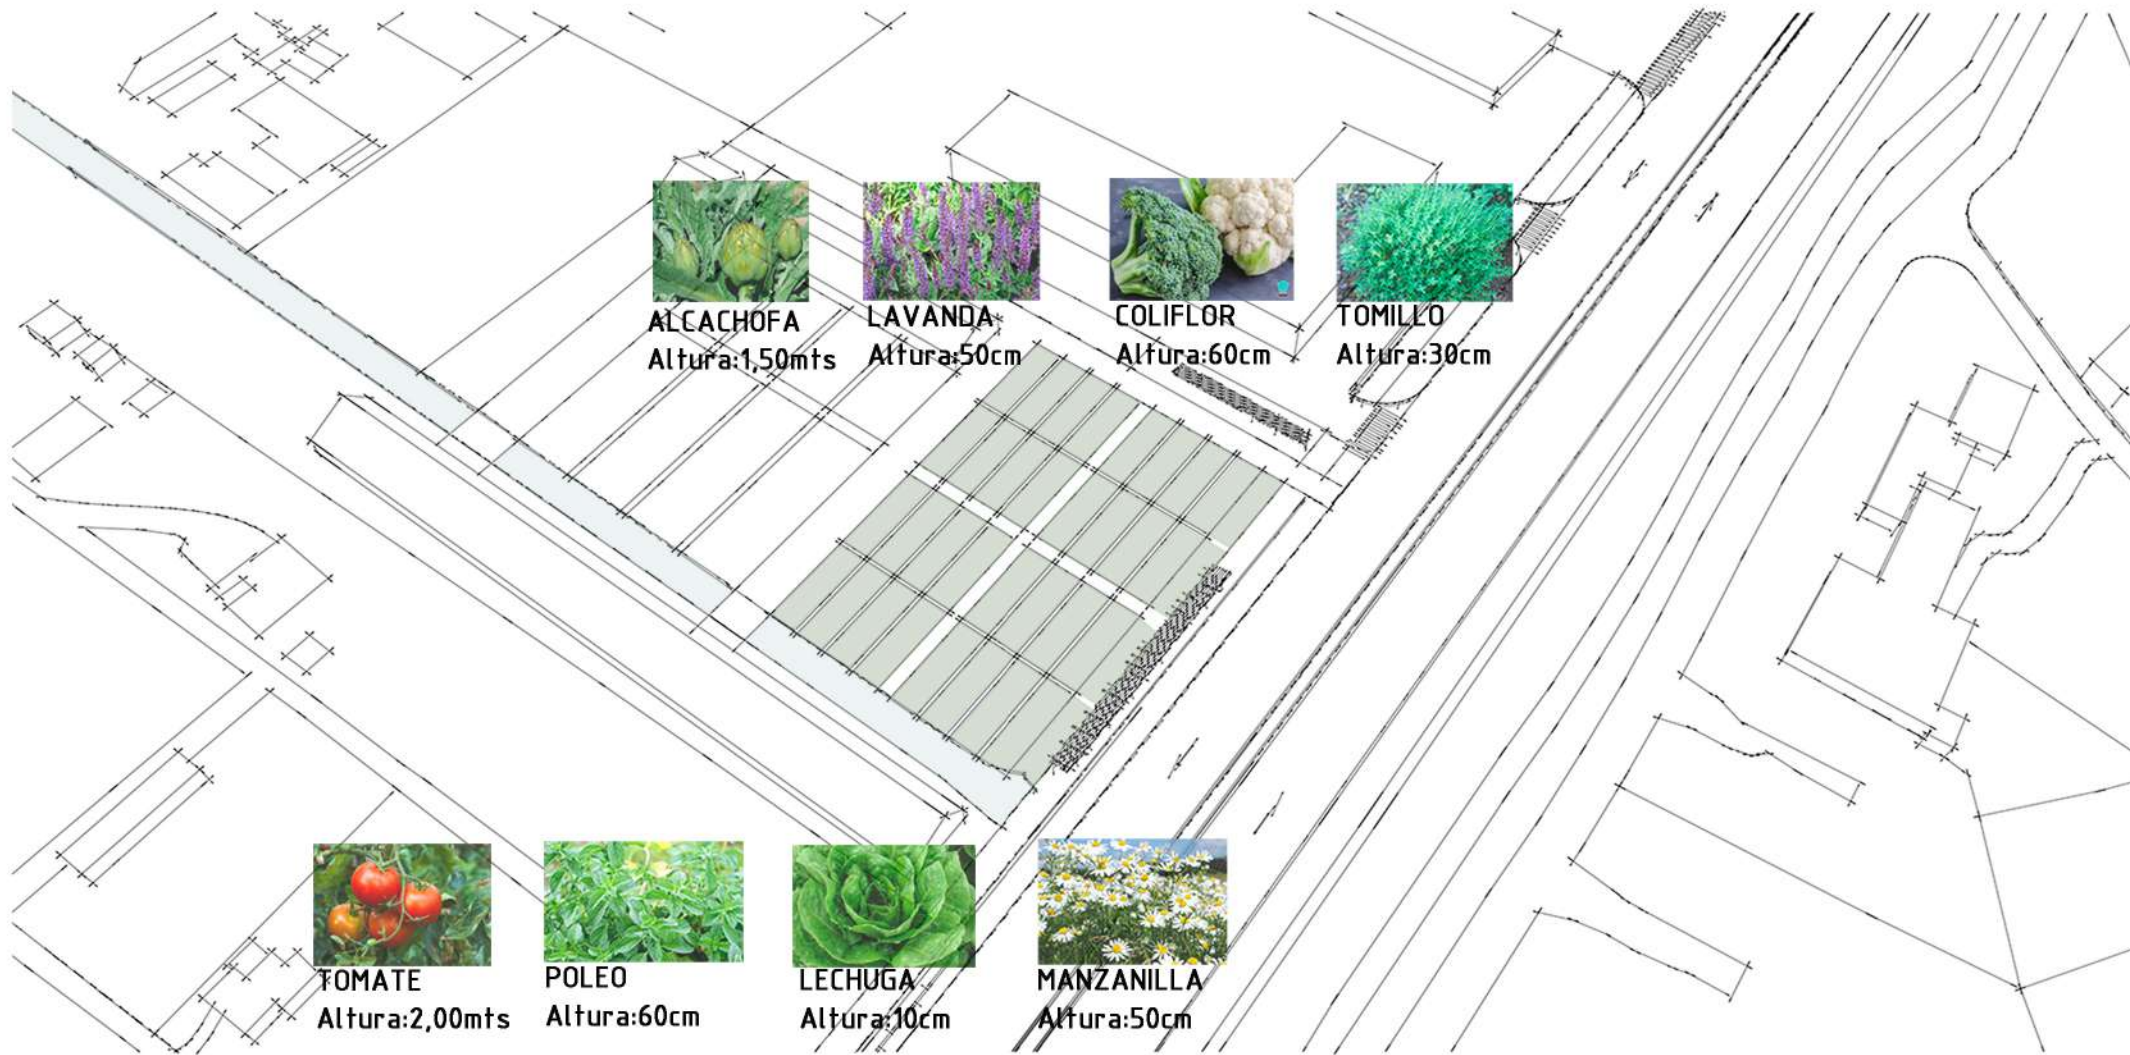 ALCACHOFA
Altura:1,50mts
LAVANDA
Altura:50cm
COLIFLOR
Altura:60cm
TOMILLO
Altura:30cm
TOMATE
Altura:2,00mts
POLEO
Altura:60cm
LECHUGA
Altura:10cm
MANZANILLA
Altura:50cm